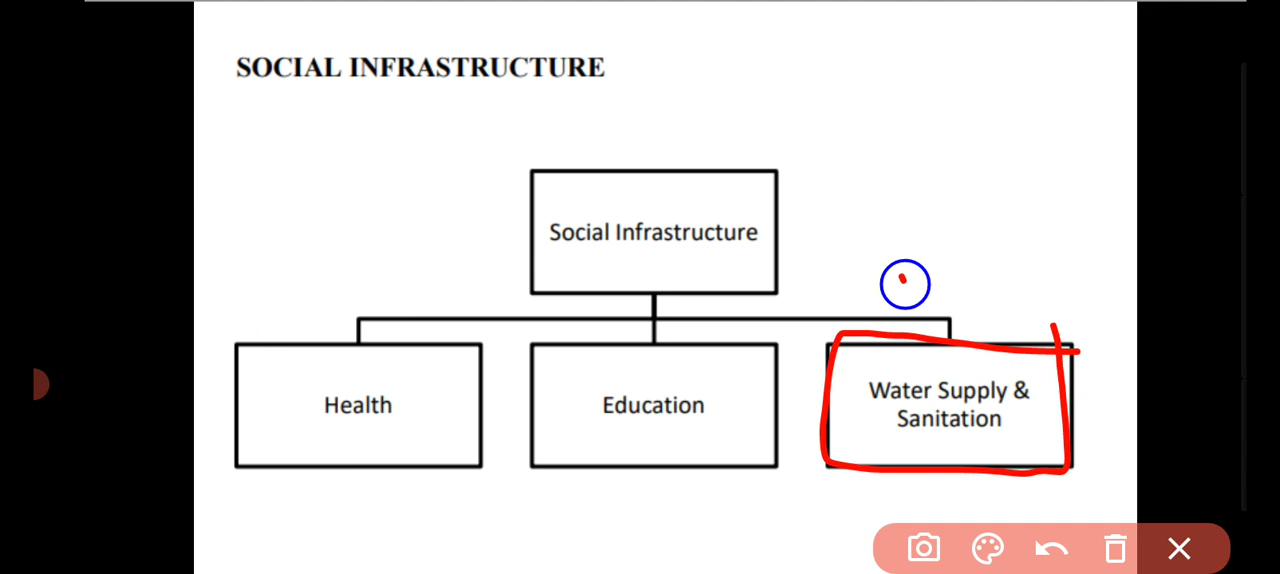 SOCIAL INFRASTRUCTURE
Social Infrastructure
Health
Education
Water Supply &
Sanitation